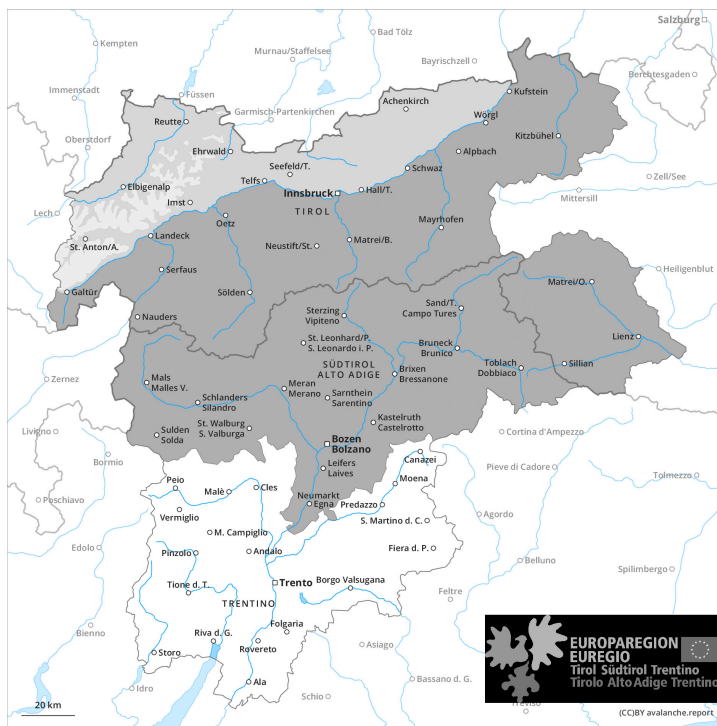 Salzburg
Kempten
Bad Tölz
Murnau/Staffelsee
Bayrischzell
Berchtesgaden
Immenstadt
Füssen
Garmisch-Partenkirchen
Achenkirch
Kufstein
Reutte
Wörgl
Oberstdorf
Ehrwald
Kitzbühel
Alpbach
Seefeld/T.
Schwaz
Zell/See
Telfs
Elbigenalp
Innsbruck
Hall/T.
Mittersill
Imst
TIROL
Lech
Oetz
Mayrhofen
Landeck
St. Anton/A.
Neustift/St.
Matrei/B.
Serfaus
Heiligenblut
Matrei/O.
Galtür
Sölden
Nauders
Sterzing
Vipiteno
Sand/T.
Campo Tures
St. Leonhard/P.
S. Leonardo i. P.
Lienz
Bruneck
Brunico
SÜDTIROL
ALTO ADIGE
Toblach
Dobbiaco
Sillian
Zernez
Mals
Malles V.
Meran
Merano
Brixen
Bressanone
Schlanders
Silandro
Sarnthein
Sarentino
St. Walburg
S. Valburga
Kastelruth
Castelrotto
Livigno
Sulden
Solda
Cortina d'Ampezzo
Bozen
Bolzano
Bormio
Canazei
Leifers
Laives
Pieve di Cadore
Tolmezzo
Peio
Malè
Cles
Moena
Poschiavo
Neumarkt
Egna
Predazzo
Vermiglio
S. Martino d. C.
Agordo
M. Campiglio
Edolo
Pinzolo
Andalo
Fiera d. P.
Belluno
Spilimbergo
Tione d. T.
Trento
Borgo Valsugana
Feltre
TRENTINO
Bienno
Riva d. G.
Folgaria
Rovereto
Asiago
Storo
Ala
Idro
Schio
Bassano d. G.
Treviso
EUROPAREGION
EUREGIO
Tirol Südtirol Trentino
Tirolo Alto Adige Trentino
20 km
(CC)BY avalanche.report